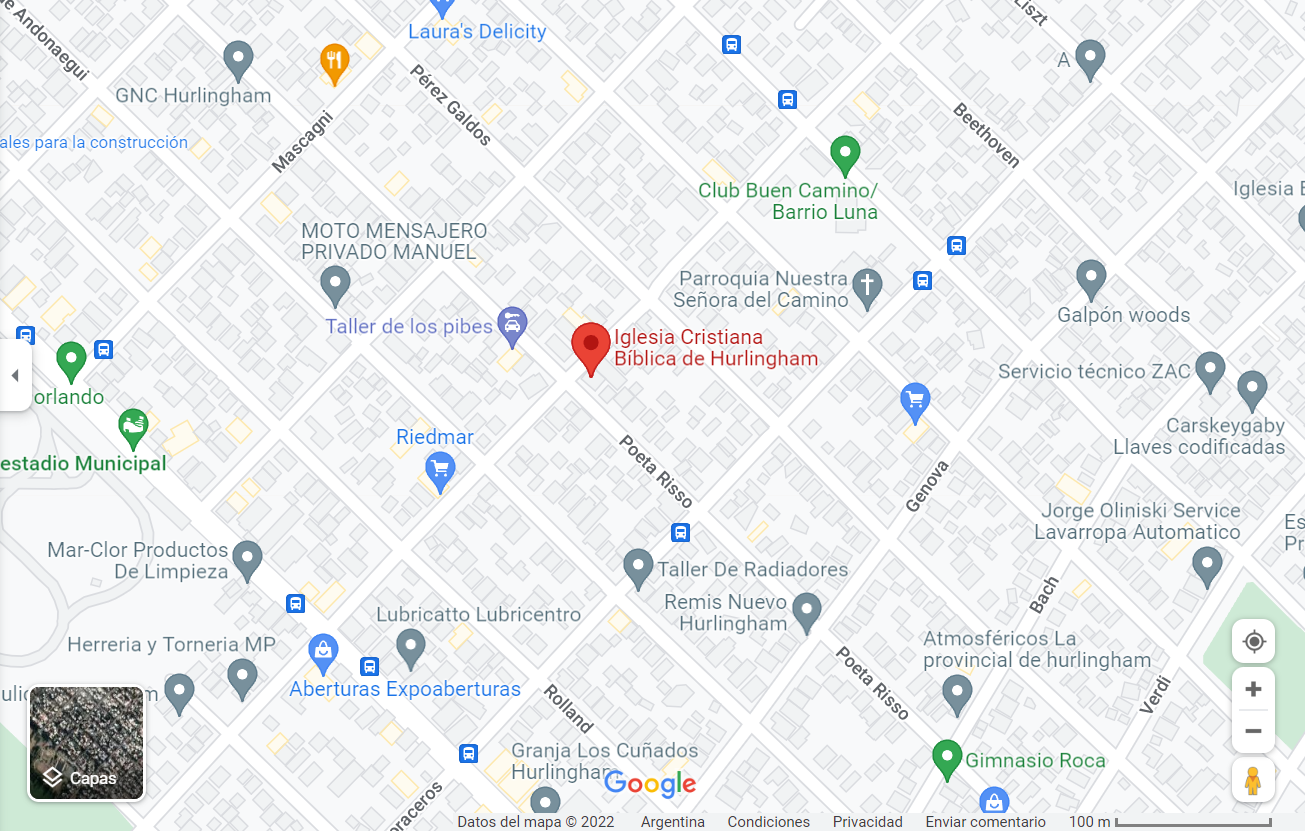 Laura's Delicity
de Andonaegui
Liszt
A
GNC Hurlingham
Pérez Galdos
Beethoven
Mascagni
ales para la construcción
Club Buen Camino/
Barrio Luna
Iglesia E
MOTO MENSAJERO
PRIVADO MANUEL
Parroquia Nuestra
Señora del Camino
Galpón woods
Taller de los pibes
Iglesia Cristiana
Bíblica de Hurlingham
Servicio técnico ZAC
orlando
Carskeygaby
Llaves codificadas
Riedmar
estadio Municipal
Poeta Risso
Genova
Jorge Oliniski Service
Lavarropa Automatico
Es
Pr
Mar-Clor Productos
De Limpieza
Taller De Radiadores
Bach
Remis Nuevo
Hurlingham
Lubricatto Lubricentro
Herreria y Torneria MP
Atmosféricos La
provincial de hurlingham
Poeta Risso
Aberturas Expoaberturas
Verdi
Rolland
Granja Los Cuñados
Hurlingham
Gimnasio Roca
Capas
Google
oraceros
Datos del mapa © 2022 Argentina Condiciones Privacidad Enviar comentario 100 m